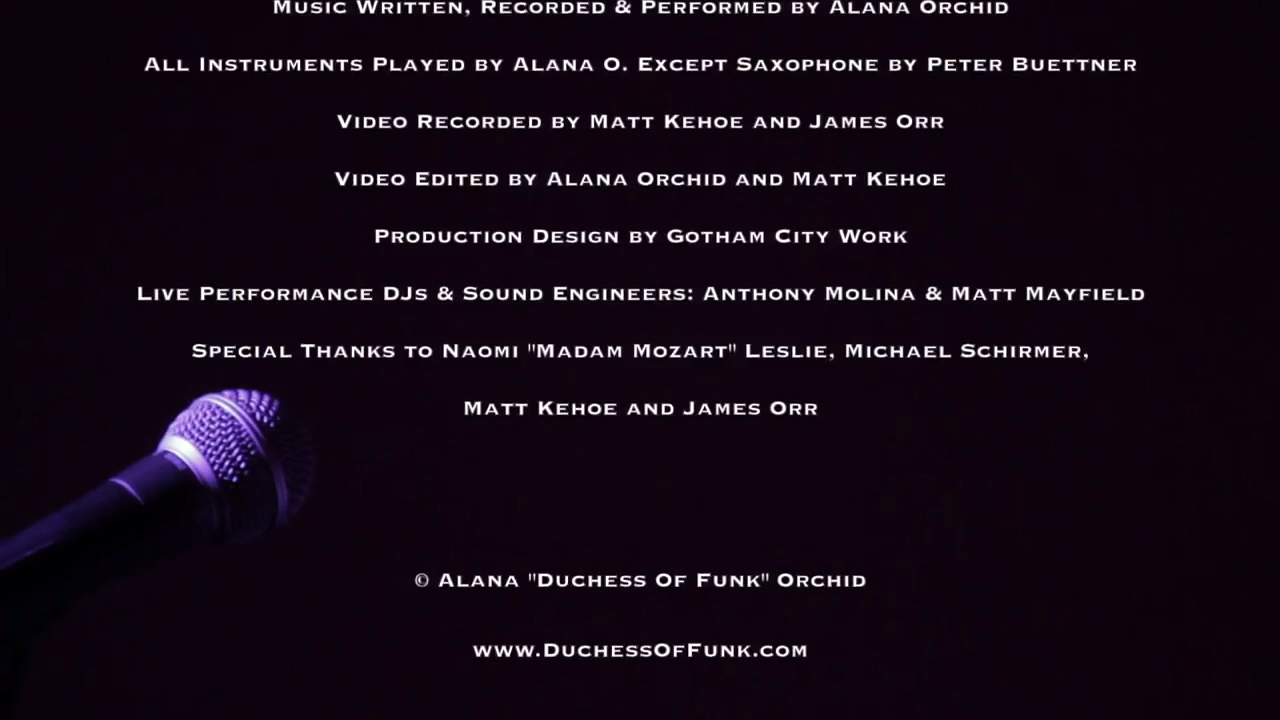 Music Written, Recorded & Performed by Alana Orchid
All Instruments Played by Alana O. Except Saxophone by Peter Buettner
Video Recorded by Matt Kehoe and James Orr
Video Edited by Alana Orchid and Matt Kehoe
Production Design by Gotham City Work
Live Performance DJs & Sound Engineers: Anthony Molina & Matt Mayfield
Special Thanks to Naomi "Madam Mozart" Leslie, Michael Schirmer,
Matt Kehoe and James Orr
© Alana "Duchess Of Funk" Orchid
www.DuchessOfFunk.com